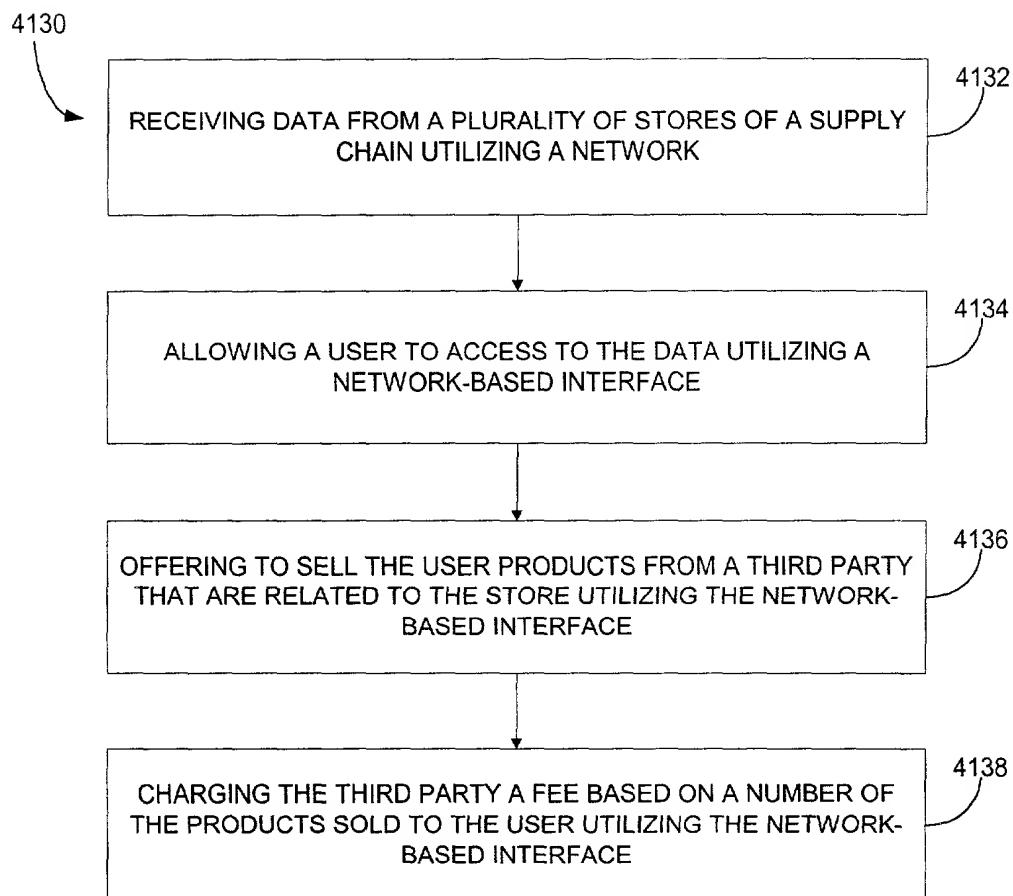 4130
4132
RECEIVING DATA FROM A PLURALITY OF STORES OF A SUPPLY
CHAIN UTILIZING A NETWORK
4134
ALLOWING A USER TO ACCESS TO THE DATA UTILIZING A
NETWORK-BASED INTERFACE
4136
OFFERING TO SELL THE USER PRODUCTS FROM A THIRD PARTY
THAT ARE RELATED TO THE STORE UTILIZING THE NETWORK-
BASED INTERFACE
4138
CHARGING THE THIRD PARTY A FEE BASED ON A NUMBER OF
THE PRODUCTS SOLD TO THE USER UTILIZING THE NETWORK-
BASED INTERFACE